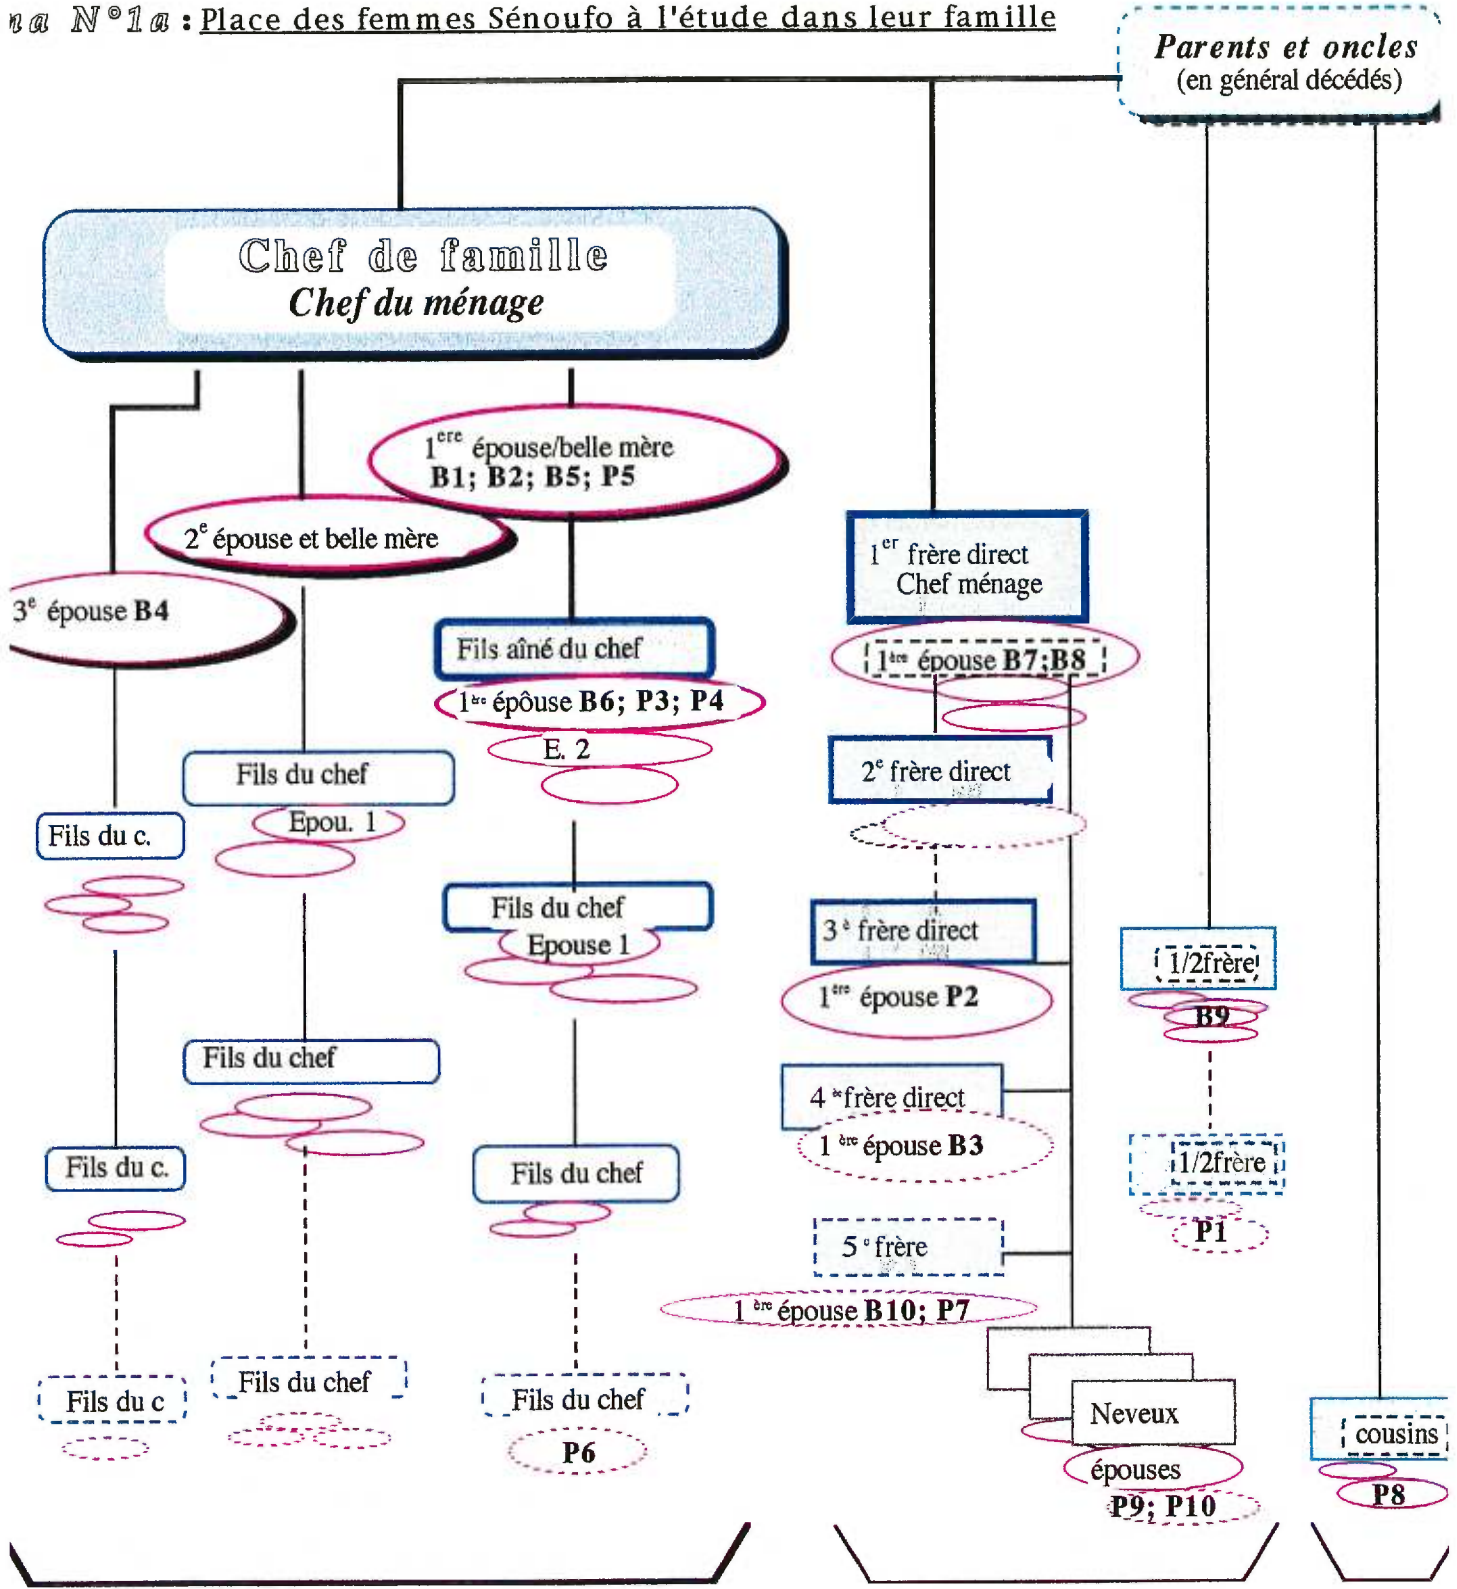 na N°1a : Place des femmes Sénoufo à l'étude dans leur famille
Parents et oncles
(en général décédés)
Chef de famille
Chef du ménage
1ere épouse/belle mère
B1; B2; B5; P5
2e épouse et belle mère
3e épouse B4
Fils aîné du chef
1ère épôuse B6; P3; P4
E. 2
Fils du chef
Epou. 1
Fils du c.
Fils du chef
Epouse 1
Fils du chef
Fils du c.
Fils du chef
Fils du c
Fils du chef
Fils du chef
P6
1er frère direct
Chef ménage
1ère épouse B7;B8
2e frère direct
3è frère direct
1ère épouse P2
4è frère direct
1ère épouse B3
5e frère
1ère épouse B10; P7
Neveux
épouses
P9; P10
1/2frère
B9
1/2frère
P1
cousins
P8